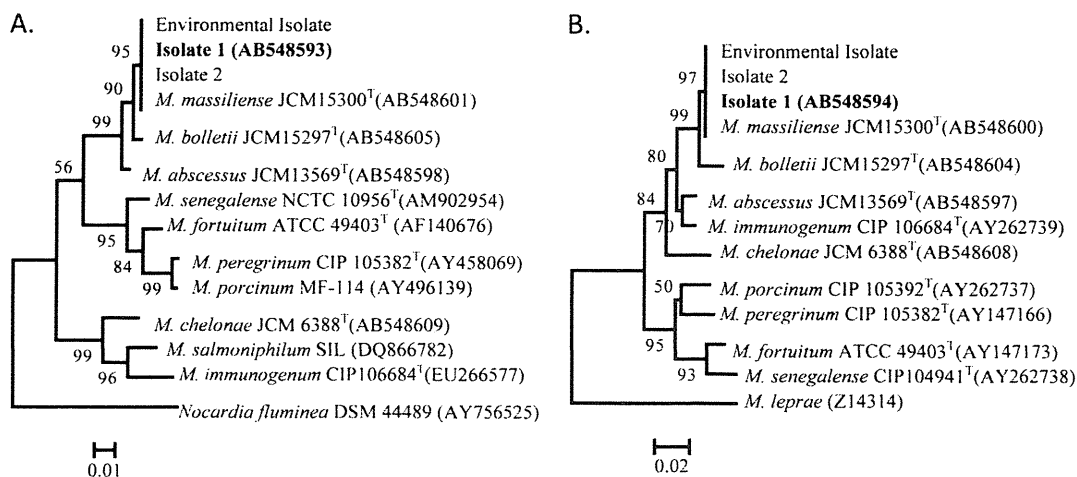 A.
Environmental Isolate
95
Isolate 1 (AB548593)
Isolate 2
90
M. massiliense JCM15300T(AB548601)
99
M. bolletii JCM15297T(AB548605)
56
M. abscessus JCM13569T(AB548598)
M. senegalense NCTC 10956T(AM902954)
95
M. fortuitum ATCC 49403T(AF140676)
84
M. peregrinum CIP 105382T(AY458069)
99
M. porcinum MF-114 (AY496139)
M. chelonae JCM 6388T(AB548609)
99
M. salmoniphilum SIL (DQ866782)
96
M. immunogenum CIP106684T(EU266577)
Nocardia fluminea DSM 44489 (AY756525)
0.01
B.
Environmental Isolate
97
Isolate 2
Isolate 1 (AB548594)
99
M. massiliense JCM15300T(AB548600)
80
M. bolletii JCM15297T(AB548604)
84
M. abscessus JCM13569T(AB548597)
70
M. immunogenum CIP 106684T(AY262739)
M. chelonae JCM 6388T(AB548608)
50
M. porcinum CIP 105392T(AY262737)
M. peregrinum CIP 105382T(AY147166)
95
M. fortuitum ATCC 49403T(AY147173)
93
M. senegalense CIP104941T(AY262738)
M. leprae (Z14314)
0.02